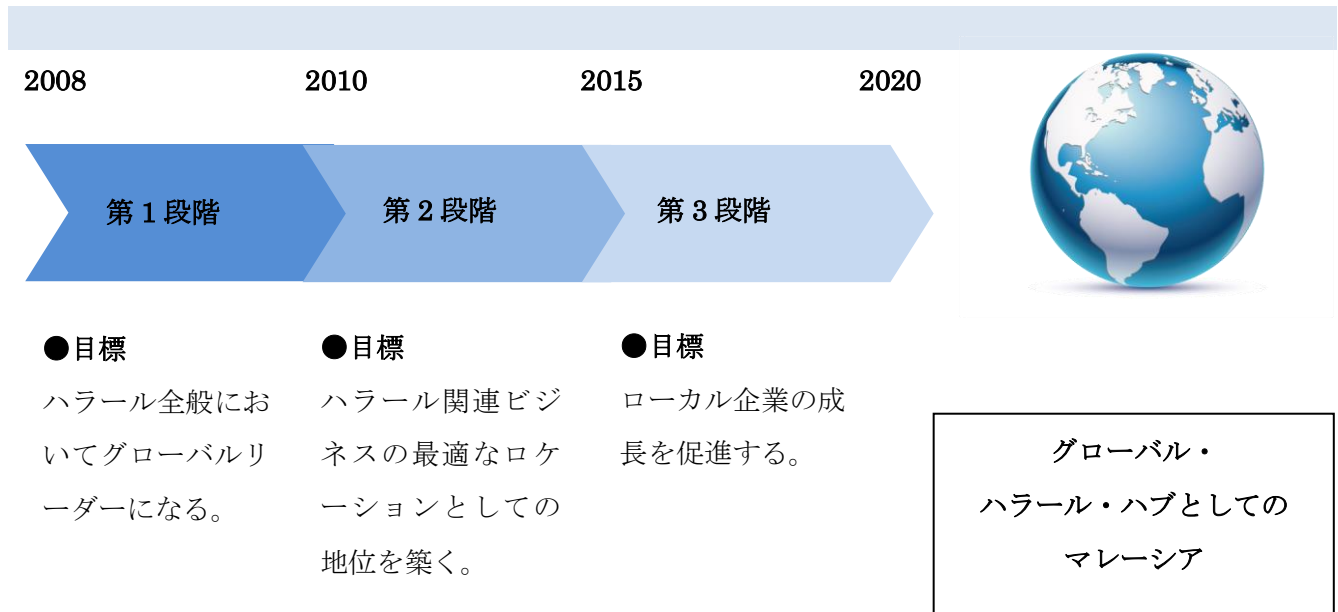 2008
2010
2015
2020
第1段階
第2段階
第3段階
●目標
ハラール全般にお
いてグローバルリ
ーダーになる。
●目標
ハラール関連ビジ
ネスの最適なロケ
ーションとしての
地位を築く。
●目標
ローカル企業の成
長を促進する。
グローバル・
ハラール・ハブとしての
マレーシア